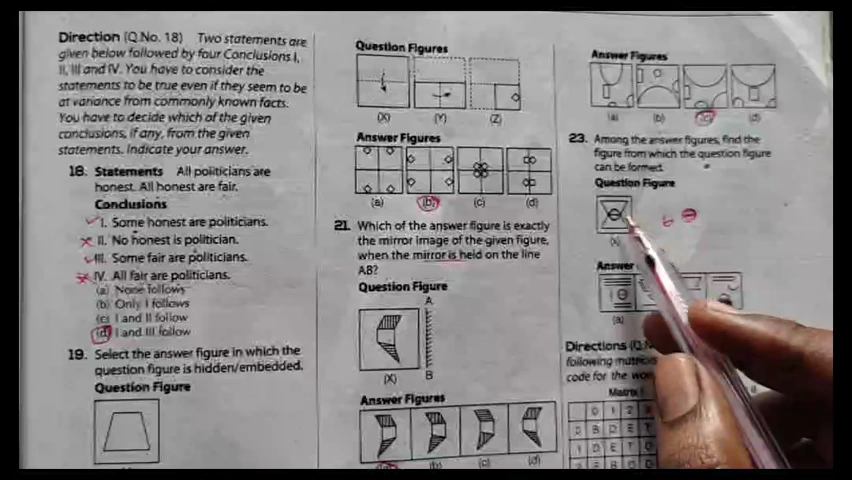 Direction (Q.No. 18) Two statements are
given below followed by four Conclusions I,
II, III and IV. You have to consider the
statements to be true even if they seem to be
at variance from commonly known facts.
You have to decide which of the given
conclusions, if any, from the given
statements. Indicate your answer.
18. Statements All politicians are
honest. All honest are fair.
Conclusions
I. Some honest are politicians.
II. No honest is politician.
III. Some fair are politicians.
IV. All fair are politicians.
(a) None follows
(b) Only I follows
(c) I and II follow
(d) I and III follow
19. Select the answer figure in which the
question figure is hidden/embedded.
Question Figure
Question Figures
(X) (Y) (Z)
Answer Figures
(a) (b) (c) (d)
21. Which of the answer figure is exactly
the mirror image of the given figure,
when the mirror is held on the line
AB?
Question Figure
A
(X) B
Answer Figures
(b) (c) (d)
Answer Figures
(a) (b) (c) (d)
23. Among the answer figures, find the
figure from which the question figure
can be formed.
Question Figure
(X)
(a)
Directions
following
code for the
Matrix
0 1 2
0 B D E T
1 D E T